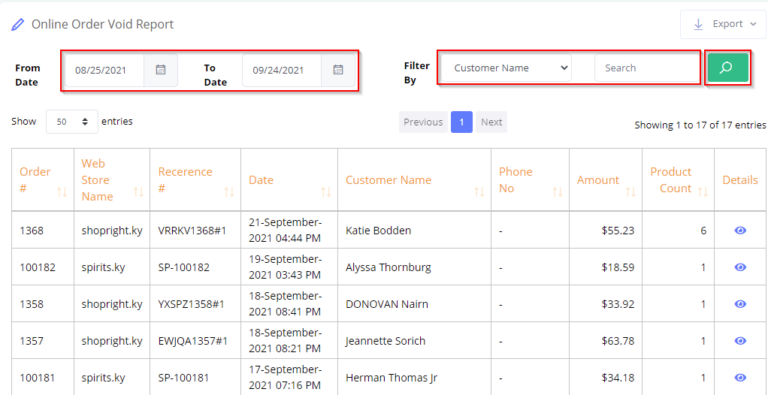 Online Order Void Report
Export
From Date
08/25/2021
To Date
09/24/2021
Filter By
Customer Name
Search
Show 50 entries
Previous 1 Next
Showing 1 to 17 of 17 entries
Order # Web Store Name Recerence # Date Customer Name Phone No Amount Product Count Details
1368 shopright.ky VRRKV1368#1 21-September-2021 04:44 PM Katie Bodden - $55.23 6
100182 spirits.ky SP-100182 19-September-2021 03:43 PM Alyssa Thornburg - $18.59 1
1358 shopright.ky YXSPZ1358#1 18-September-2021 08:41 PM DONOVAN Nairn - $33.92 1
1357 shopright.ky EWJQA1357#1 18-September-2021 08:21 PM Jeannette Sorich - $63.78 1
100181 spirits.ky SP-100181 17-September-2021 07:16 PM Herman Thomas Jr - $34.18 1